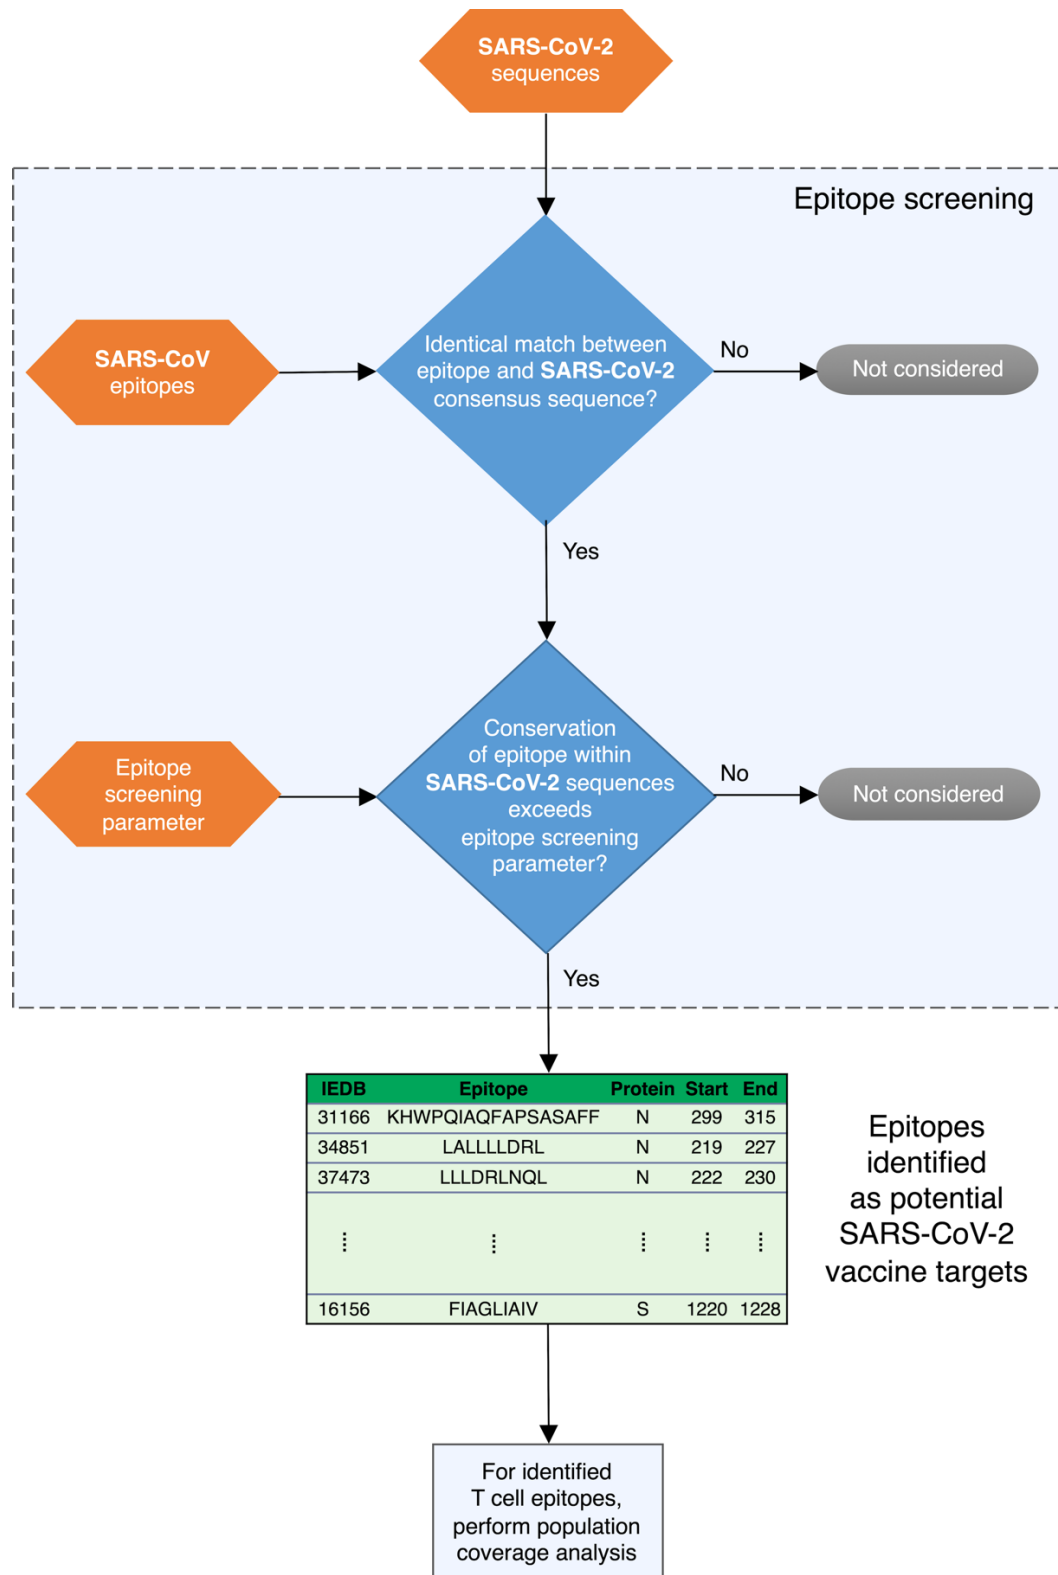 SARS-CoV-2
sequences
Epitope screening
SARS-CoV
epitopes
Identical match between
epitope and SARS-CoV-2
consensus sequence?
No
Not considered
Yes
Epitope
screening
parameter
Conservation
of epitope within
SARS-CoV-2 sequences
exceeds
epitope screening
parameter?
No
Not considered
Yes
IEDB Epitope Protein Start End
31166 KHWPQIAQFAPSASAFF N 299 315
34851 LALLLLDRL N 219 227
37473 LLLDRLNQL N 222 230
16156 FIAGLIAIV S 1220 1228
Epitopes
identified
as potential
SARS-CoV-2
vaccine targets
For identified
T cell epitopes,
perform population
coverage analysis